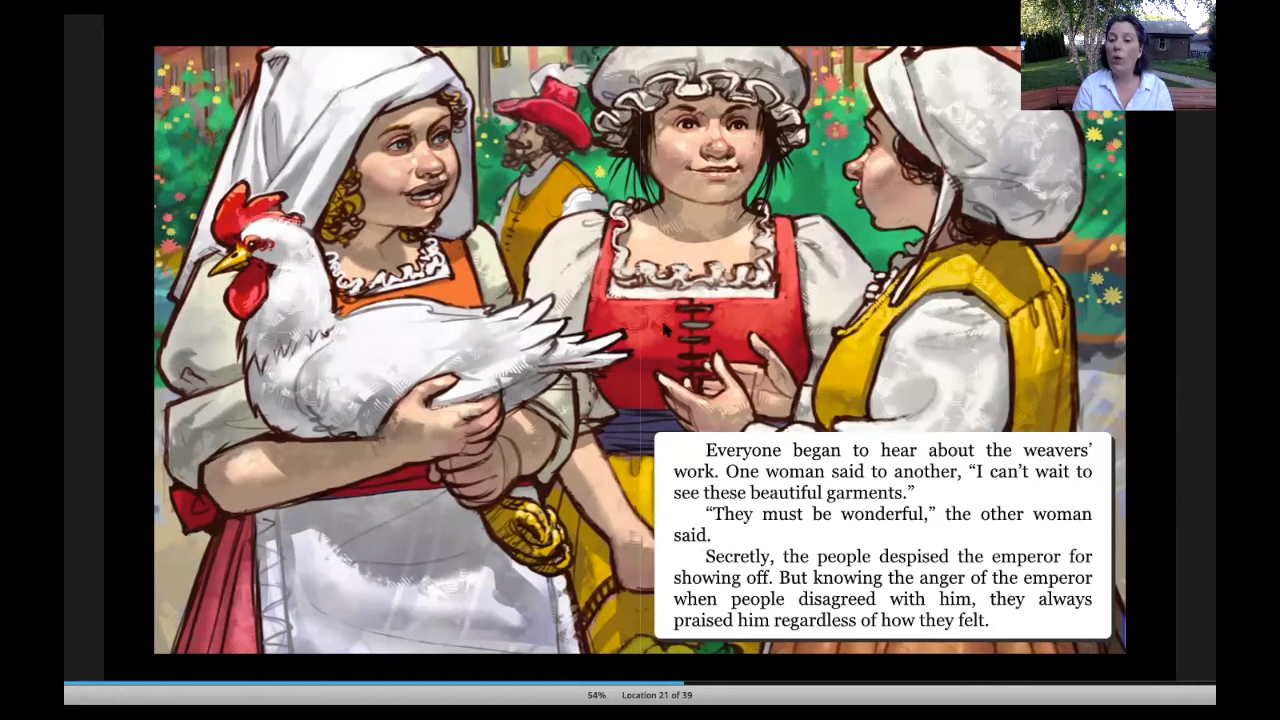 Everyone began to hear about the weavers’
work. One woman said to another, “I can’t wait to
see these beautiful garments.”
“They must be wonderful,” the other woman
said.
Secretly, the people despised the emperor for
showing off. But knowing the anger of the emperor
when people disagreed with him, they always
praised him regardless of how they felt.
54% Location 21 of 39